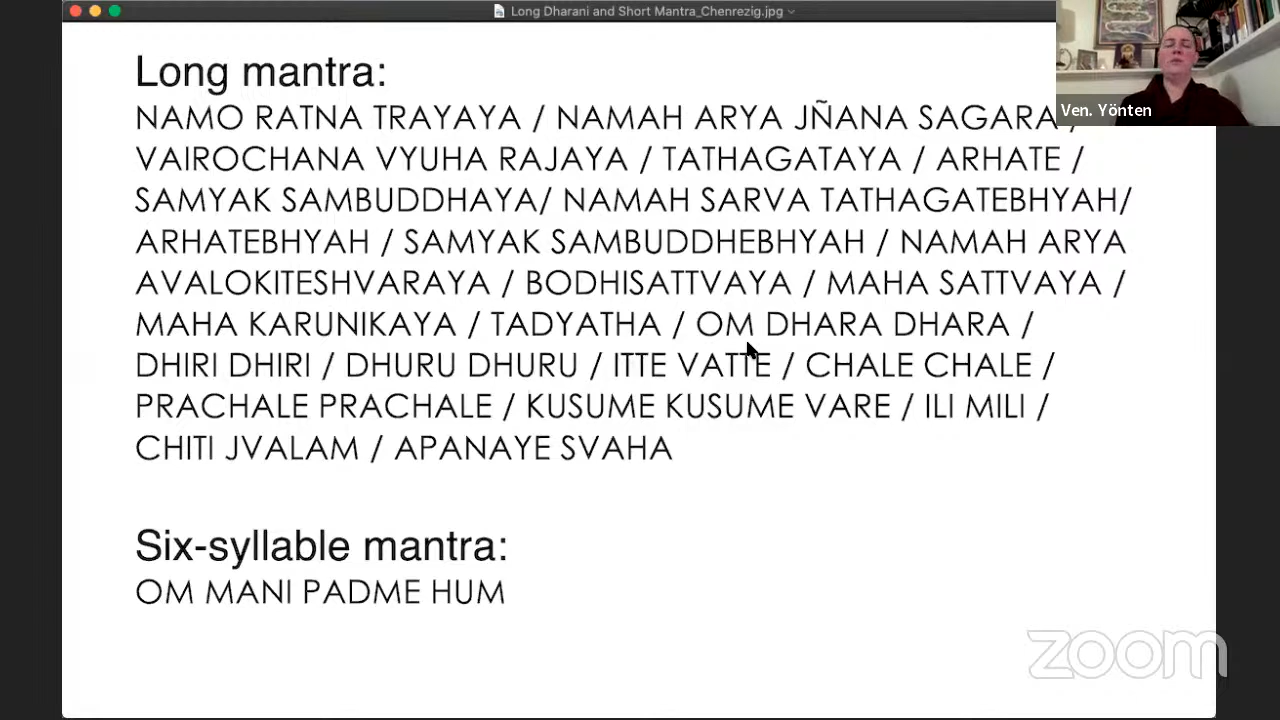 Long Dharani and Short Mantra_Chenrezig.jpg
Long mantra:
NAMO RATNA TRAYAYA / NAMAH ARYA JÑANA SAGARA /
VAIROCHANA VYUHA RAJAYA / TATHAGATAYA / ARHATE /
SAMYAK SAMBUDDHAYA/ NAMAH SARVA TATHAGATEBHYAH/
ARHATEBHYAH / SAMYAK SAMBUDDHEBHYAH / NAMAH ARYA
AVALOKITESHVARAYA / BODHISATTVAYA / MAHA SATTVAYA /
MAHA KARUNIKAYA / TADYATHA / OM DHARA DHARA /
DHIRI DHIRI / DHURU DHURU / ITTE VATTE / CHALE CHALE /
PRACHALE PRACHALE / KUSUME KUSUME VARE / ILI MILI /
CHITI JVALAM / APANAYE SVAHA
Six-syllable mantra:
OM MANI PADME HUM
Ven. Yönten
zoom